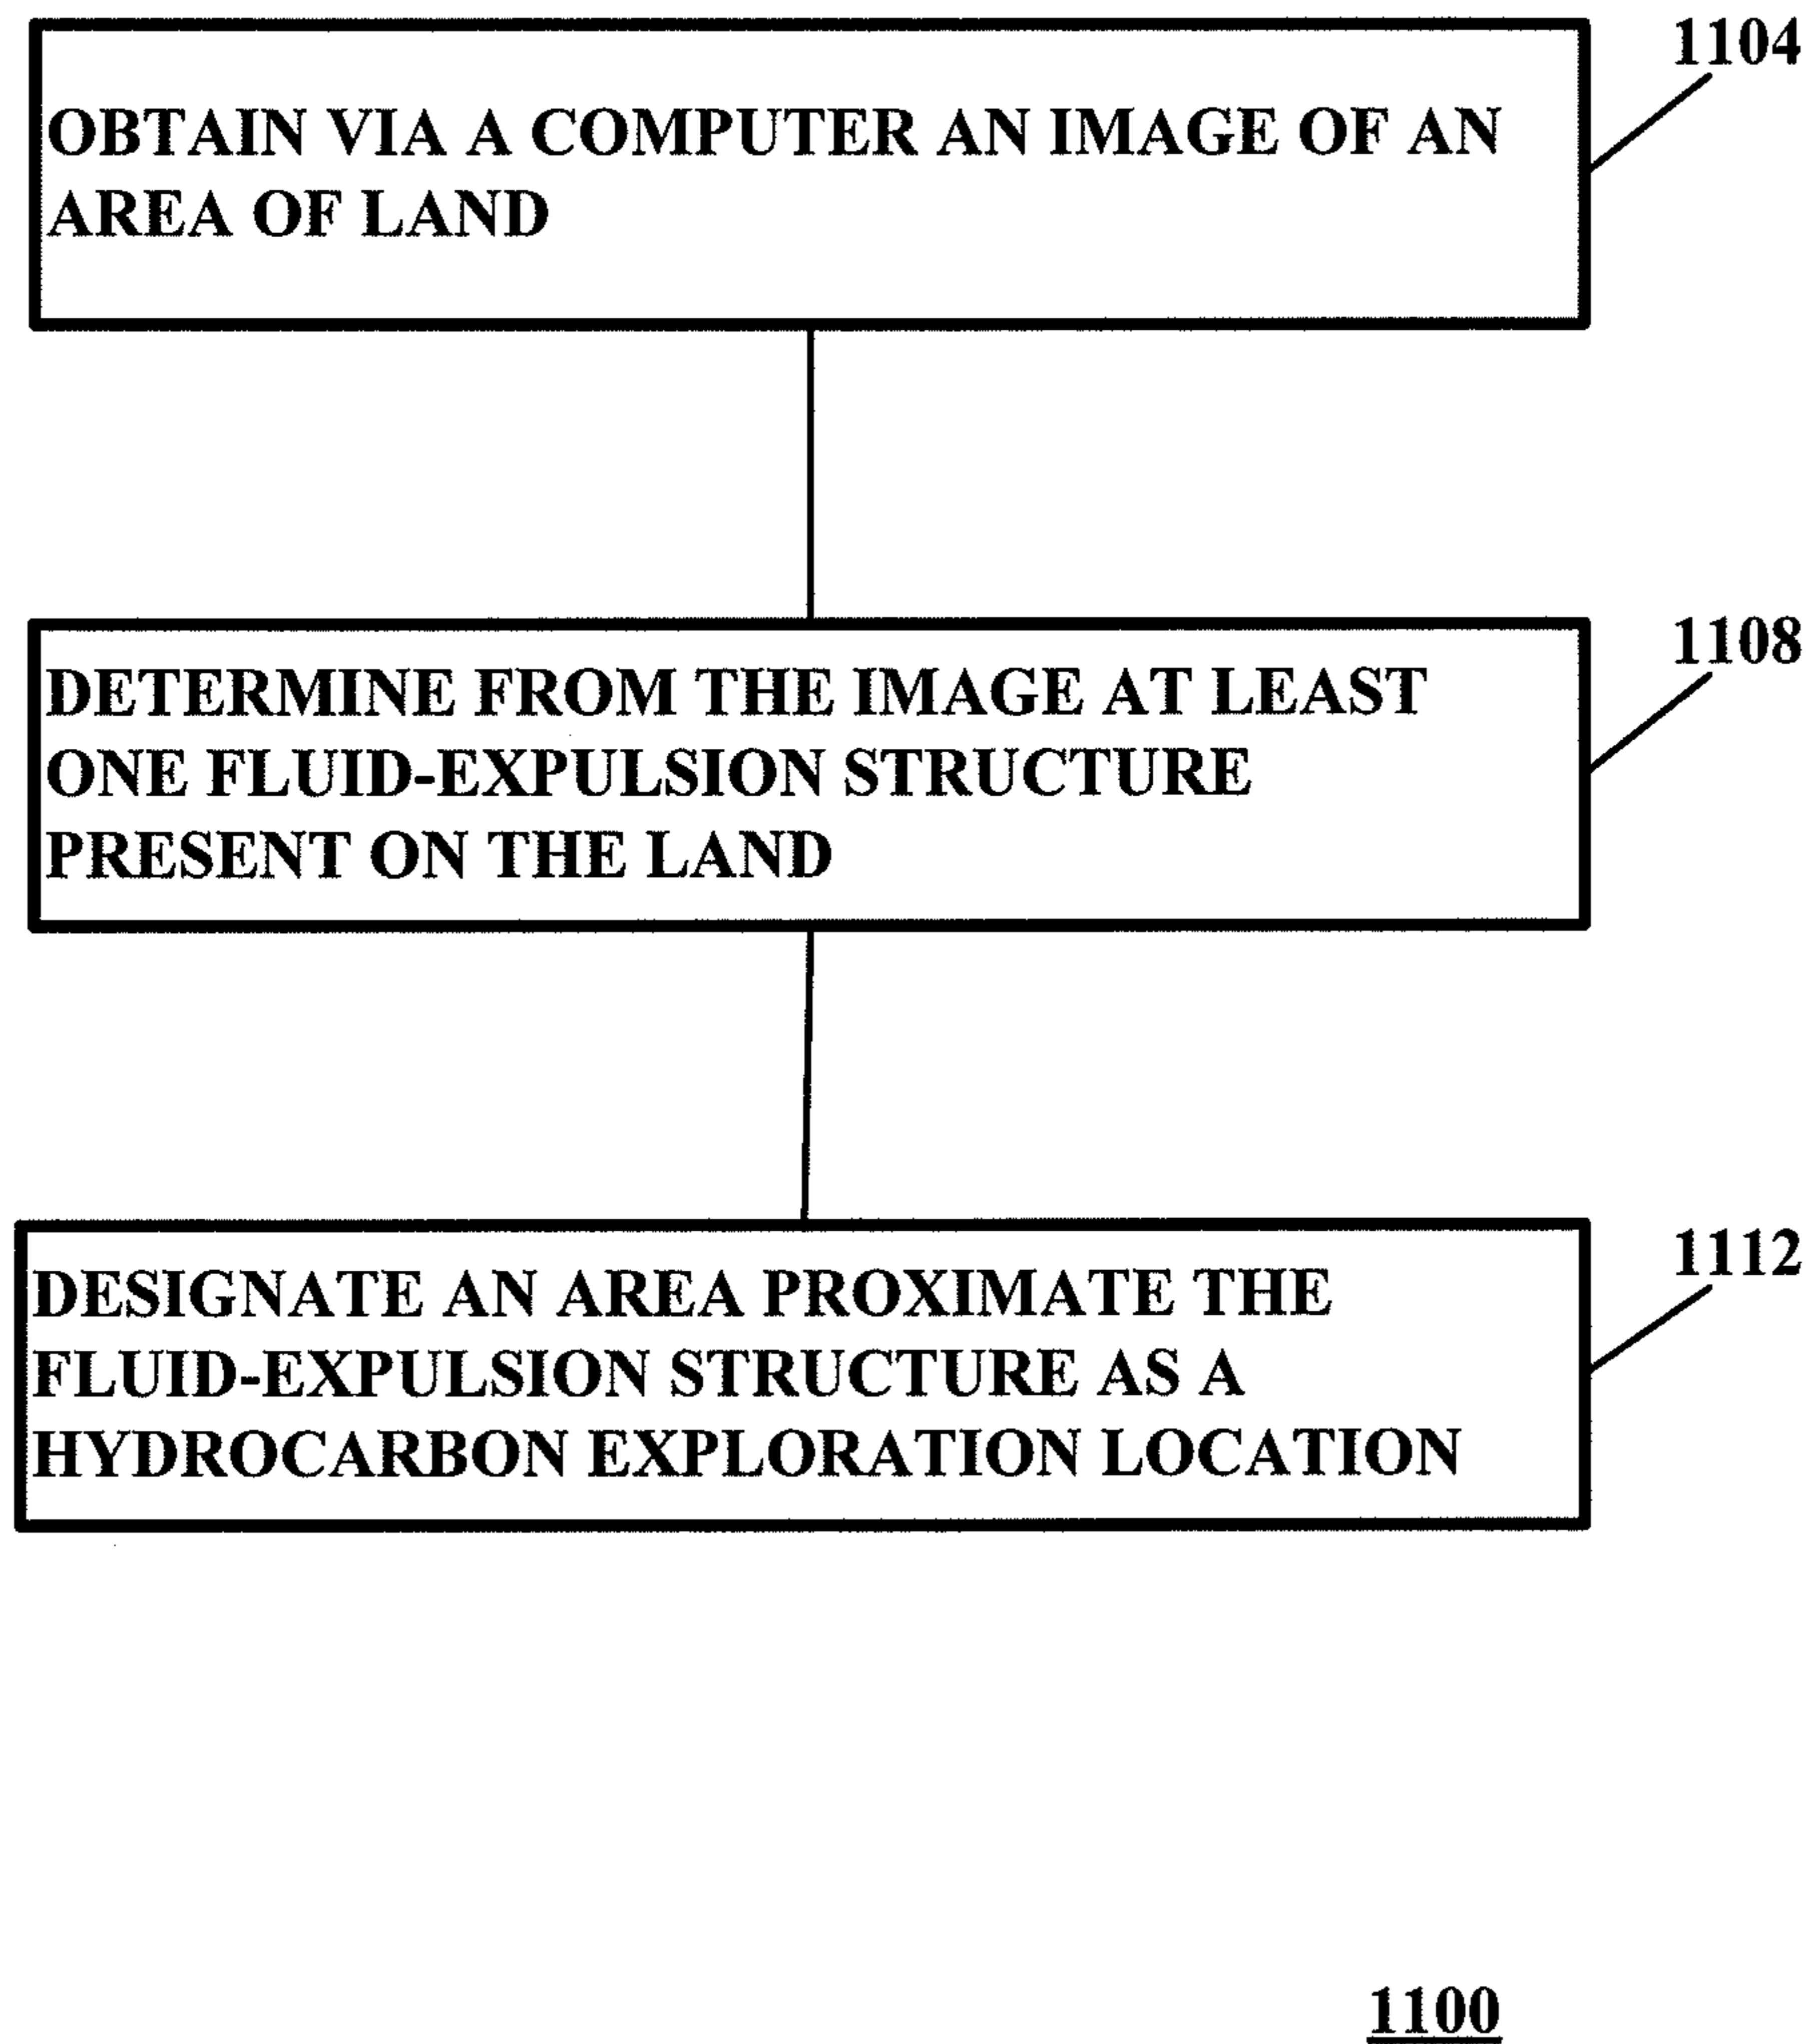 1104
OBTAIN VIA A COMPUTER AN IMAGE OF AN
AREA OF LAND
1108
DETERMINE FROM THE IMAGE AT LEAST
ONE FLUID-EXPULSION STRUCTURE
PRESENT ON THE LAND
1112
DESIGNATE AN AREA PROXIMATE THE
FLUID-EXPULSION STRUCTURE AS A
HYDROCARBON EXPLORATION LOCATION
1100